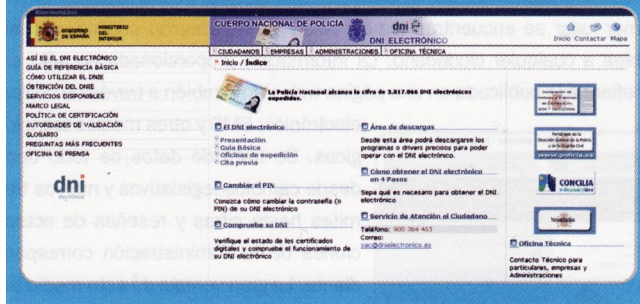 Bienvenidos
GOBIERNO DE ESPAÑA
MINISTERIO DEL INTERIOR
CUERPO NACIONAL DE POLICÍA
dni electrónico
DNI ELECTRÓNICO
Inicio Contactar Mapa
CIUDADANOS EMPRESAS ADMINISTRACIONES OFICINA TÉCNICA
Inicio / Índice
ASÍ ES EL DNI ELECTRÓNICO
GUÍA DE REFERENCIA BÁSICA
CÓMO UTILIZAR EL DNIE
OBTENCIÓN DEL DNIE
SERVICIOS DISPONIBLES
MARCO LEGAL
POLÍTICA DE CERTIFICACIÓN
AUTORIDADES DE VALIDACIÓN
GLOSARIO
PREGUNTAS MÁS FRECUENTES
OFICINA DE PRENSA
dni
electrónico
La Policía Nacional alcanza la cifra de 3.817.866 DNI electrónicos
expedidos.
El DNI electrónico
Presentación
Guía Básica
Oficinas de expedición
Cita previa
Cambiar el PIN
Conozca cómo cambiar la contraseña (o
PIN) de su DNI electrónico
Compruebe su DNI
Verifique el estado de los certificados
digitales y compruebe el funcionamiento de
su DNI electrónico
Área de descargas
Desde esta área podrá descargarse los
programas o drivers precisos para poder
operar con el DNI electrónico.
Cómo obtener el DNI electrónico
en 4 Pasos
Sepa qué es necesario para obtener el DNI
electrónico
Servicio de Atención al Ciudadano
Teléfono: 900 364 463
Correo:
sac@dnielectronico.es
www.policia.es
CONCILIA
Oficina Técnica
Contacto Técnico para
particulares, empresas y
Administraciones